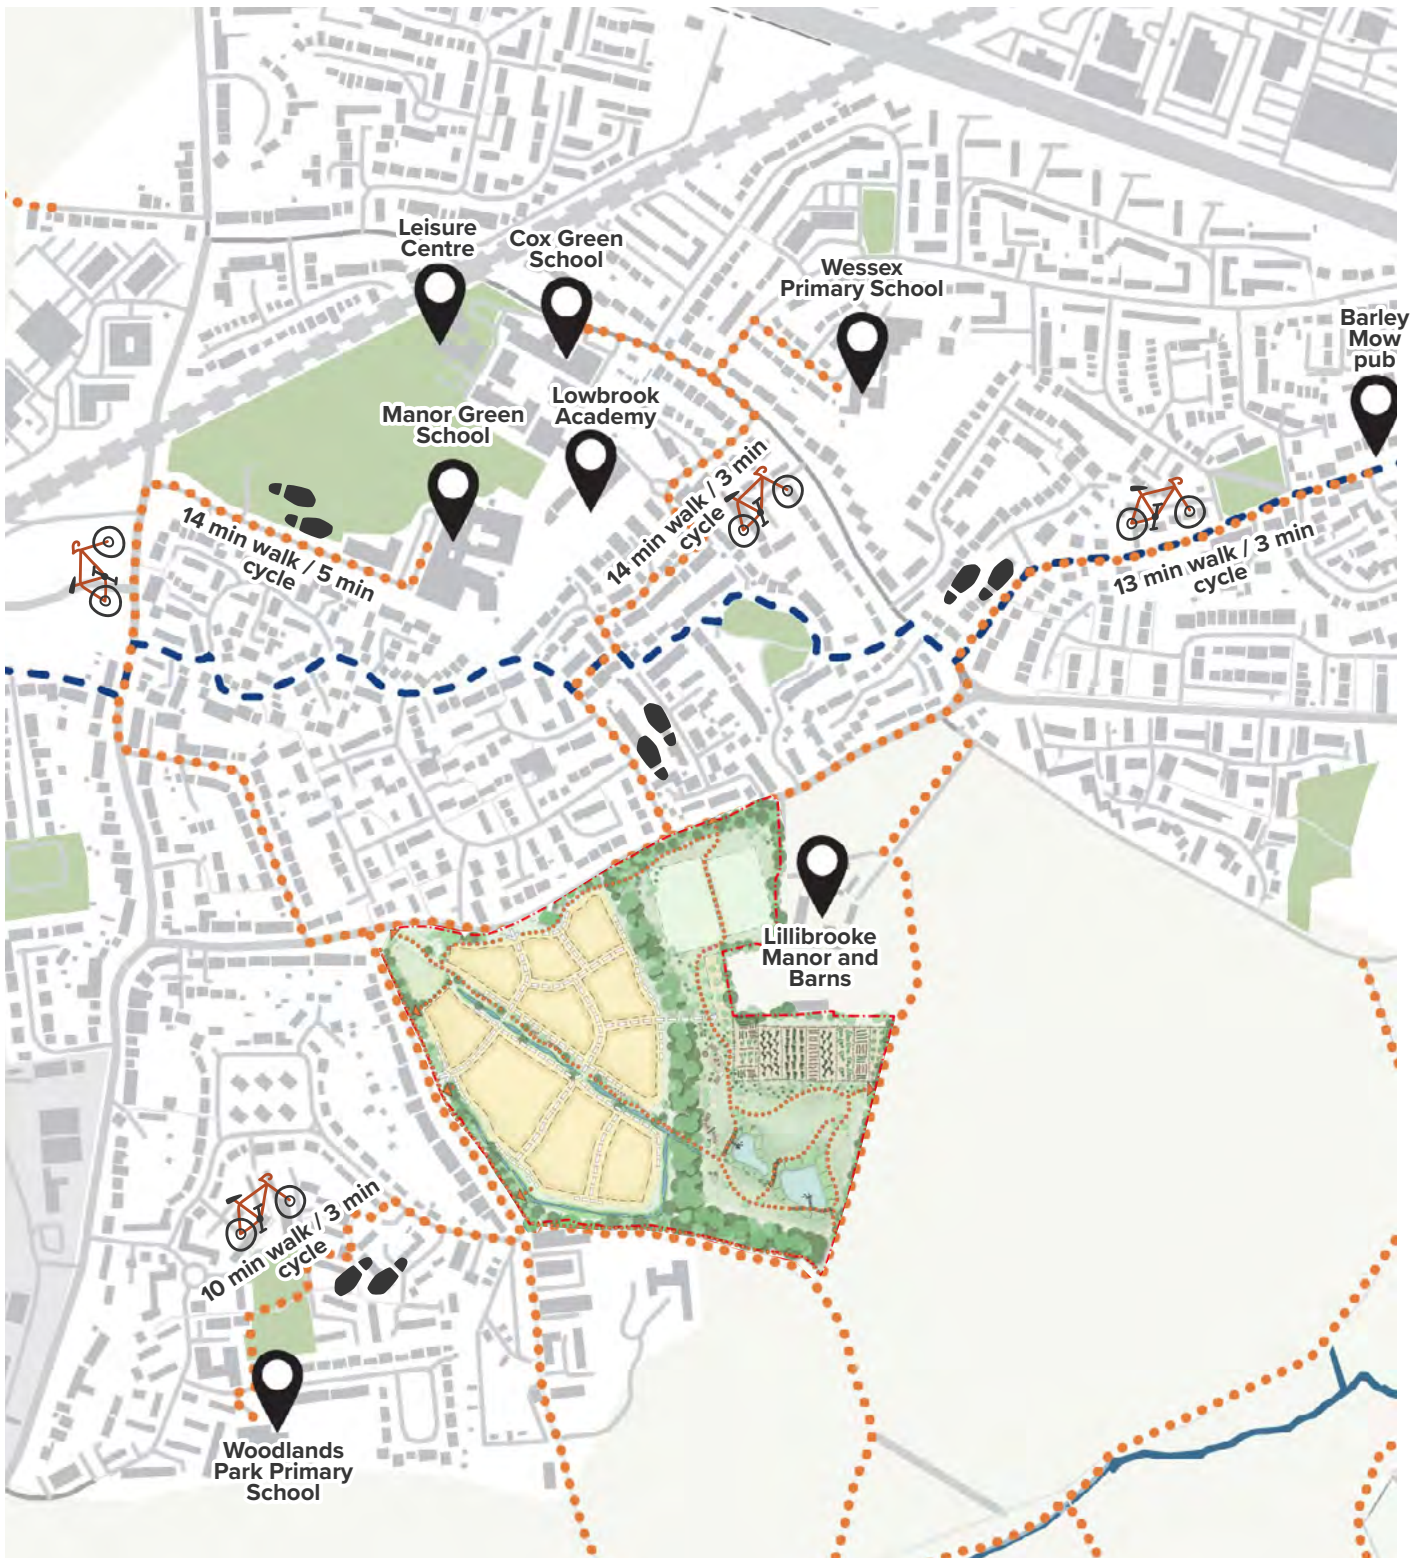 Leisure
Centre
Cox Green
School
Wessex
Primary School
Barley
Mow
pub
Manor Green
School
Lowbrook
Academy
14 min walk / 5 min
cycle
14 min walk / 3 min
cycle
13 min walk / 3 min
cycle
Lillibrooke
Manor and
Barns
10 min walk / 3 min
cycle
Woodlands
Park Primary
School